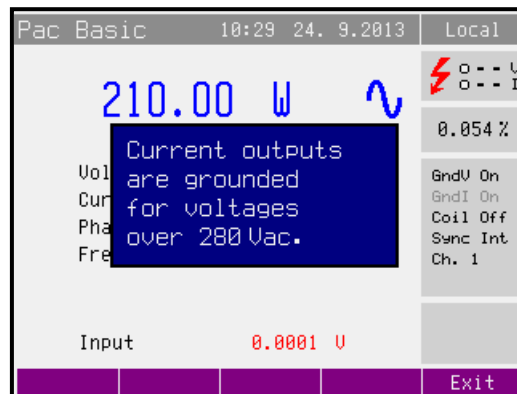 Pac Basic 10:29 24. 9.2013 Local
210.00 W
0.054 %
Current outputs
are grounded
for voltages
over 280 Vac.
Vol
Cur
Pha
Fre
GndV On
GndI On
Coil Off
Sync Int
Ch. 1
Input 0.0001 V
Exit